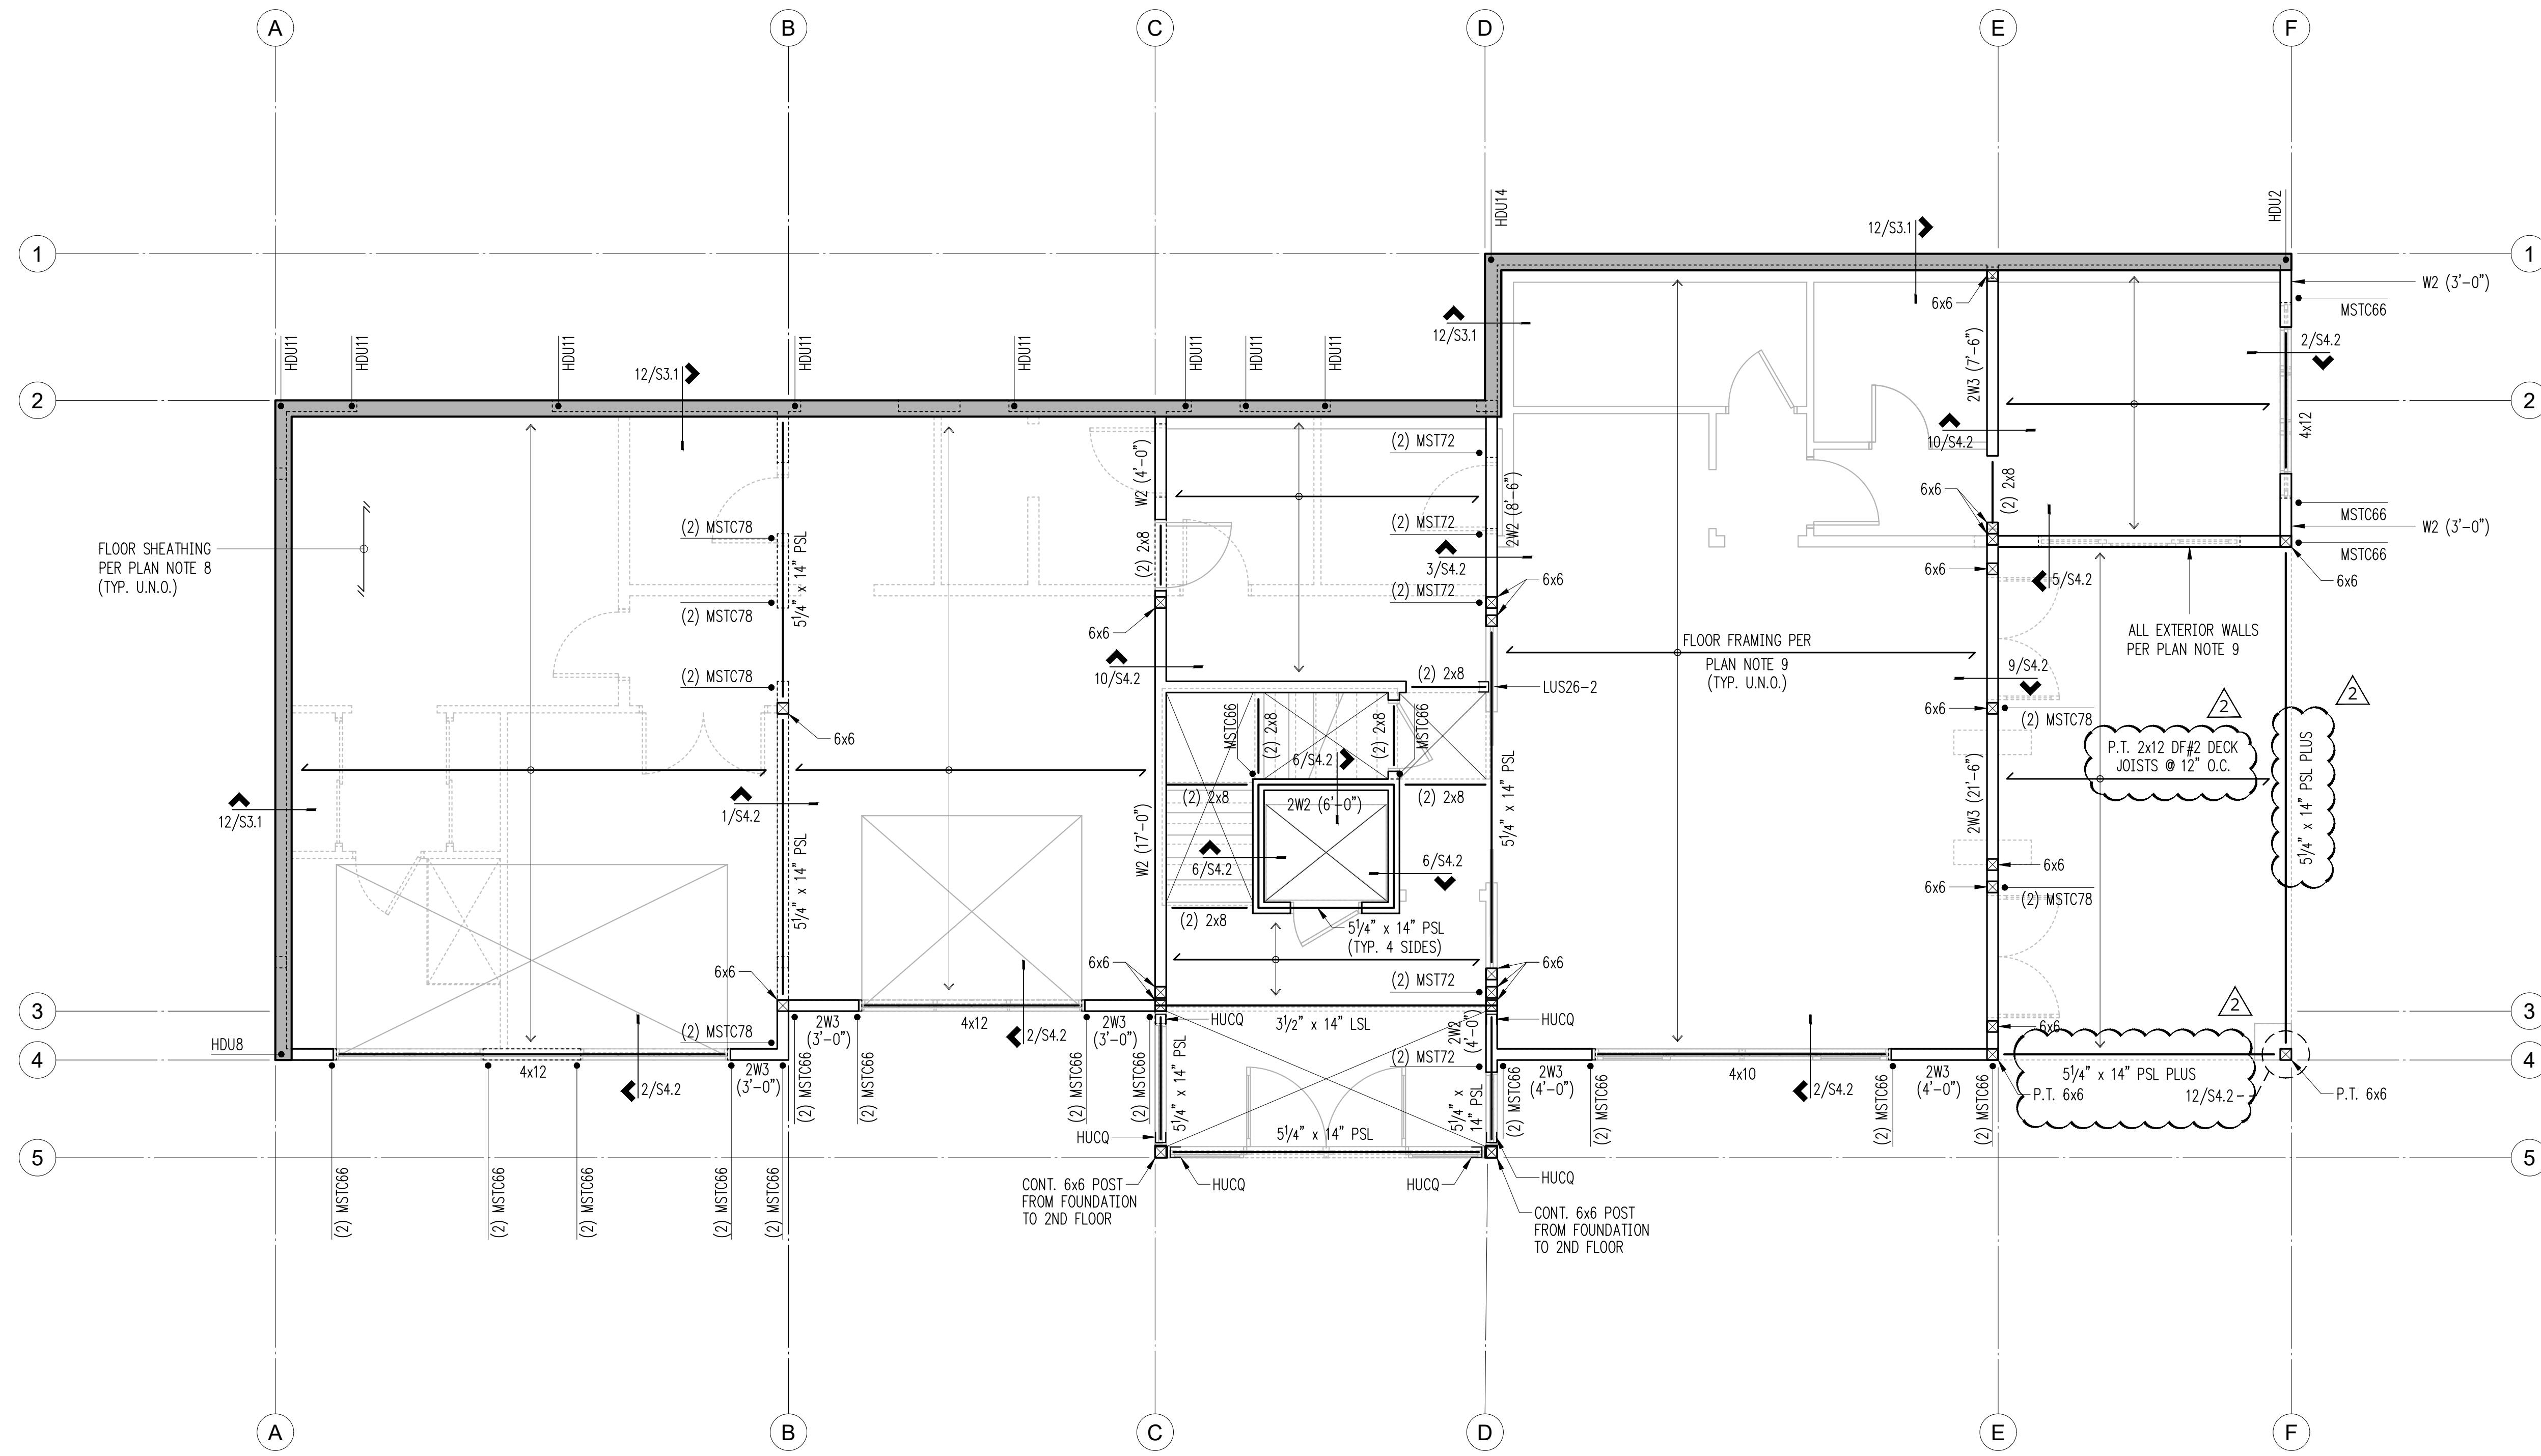 A
B
C
D
E
F
HDU14
HDU2
12/S3.1
1
1
W2 (3'-0")
6x6
MSTC66
12/S3.1
2/S4.2
HDU11
HDU11
HDU11
HDU11
HDU11
HDU11
HDU11
HDU11
12/S3.1
2W3 (7'-6")
2
2
4x12
10/S4.2
(2) MST72
W2 (4'-0")
2W2 (8'-6")
6x6
(2) 2x8
MSTC66
W2 (3'-0")
(2) MSTC78
(2) MST72
5¼" x 14" PSL
(2) 2x8
3/S4.2
MSTC66
FLOOR SHEATHING
PER PLAN NOTE 8
(TYP. U.N.O.)
6x6
5/S4.2
6x6
(2) MST72
6x6
(2) MSTC78
6x6
ALL EXTERIOR WALLS
PER PLAN NOTE 9
FLOOR FRAMING PER
PLAN NOTE 9
(TYP. U.N.O.)
10/S4.2
9/S4.2
(2) MSTC78
(2) 2x8
LUS26-2
2
2
6x6
(2) MSTC78
6x6
MSTC66
(2) 2x8
(2) 2x8
MSTC66
P.T. 2x12 DF#2 DECK
JOISTS @ 12" O.C.
5¼" x 14" PSL PLUS
6/S4.2
5¼" x 14" PSL
(2) 2x8
2W2 (6'-0")
(2) 2x8
12/S3.1
1/S4.2
2W3 (21'-6")
W2 (17'-0")
6/S4.2
6/S4.2
6x6
6x6
(2) MSTC78
5¼" x 14" PSL
(2) 2x8
5¼" x 14" PSL
(TYP. 4 SIDES)
6x6
6x6
6x6
(2) MST72
2
3
3
HUCQ
3½" x 14" LSL
2W2
(4'-0")
HUCQ
2W3
(3'-0")
4x12
2/S4.2
2W3
(3'-0")
6x6
(2) MSTC78
HDU8
4
4
4x12
2W3
(3'-0")
2/S4.2
(2) MSTC66
(2) MSTC66
(2) MSTC66
(2) MSTC66
5¼" x 14" PSL
(2) MST72
5¼" x
14" PSL
(2) MSTC66
2W3
(4'-0")
(2) MSTC66
4x10
2/S4.2
(2) MSTC66
2W3
(4'-0")
(2) MSTC66
5¼" x 14" PSL PLUS
P.T. 6x6
12/S4.2
P.T. 6x6
HUCQ
5¼" x 14" PSL
5
5
HUCQ
HUCQ
HUCQ
CONT. 6x6 POST
FROM FOUNDATION
TO 2ND FLOOR
CONT. 6x6 POST
FROM FOUNDATION
TO 2ND FLOOR
(2) MSTC66
(2) MSTC66
(2) MSTC66
(2) MSTC66
(2) MSTC66
A
B
C
D
E
F